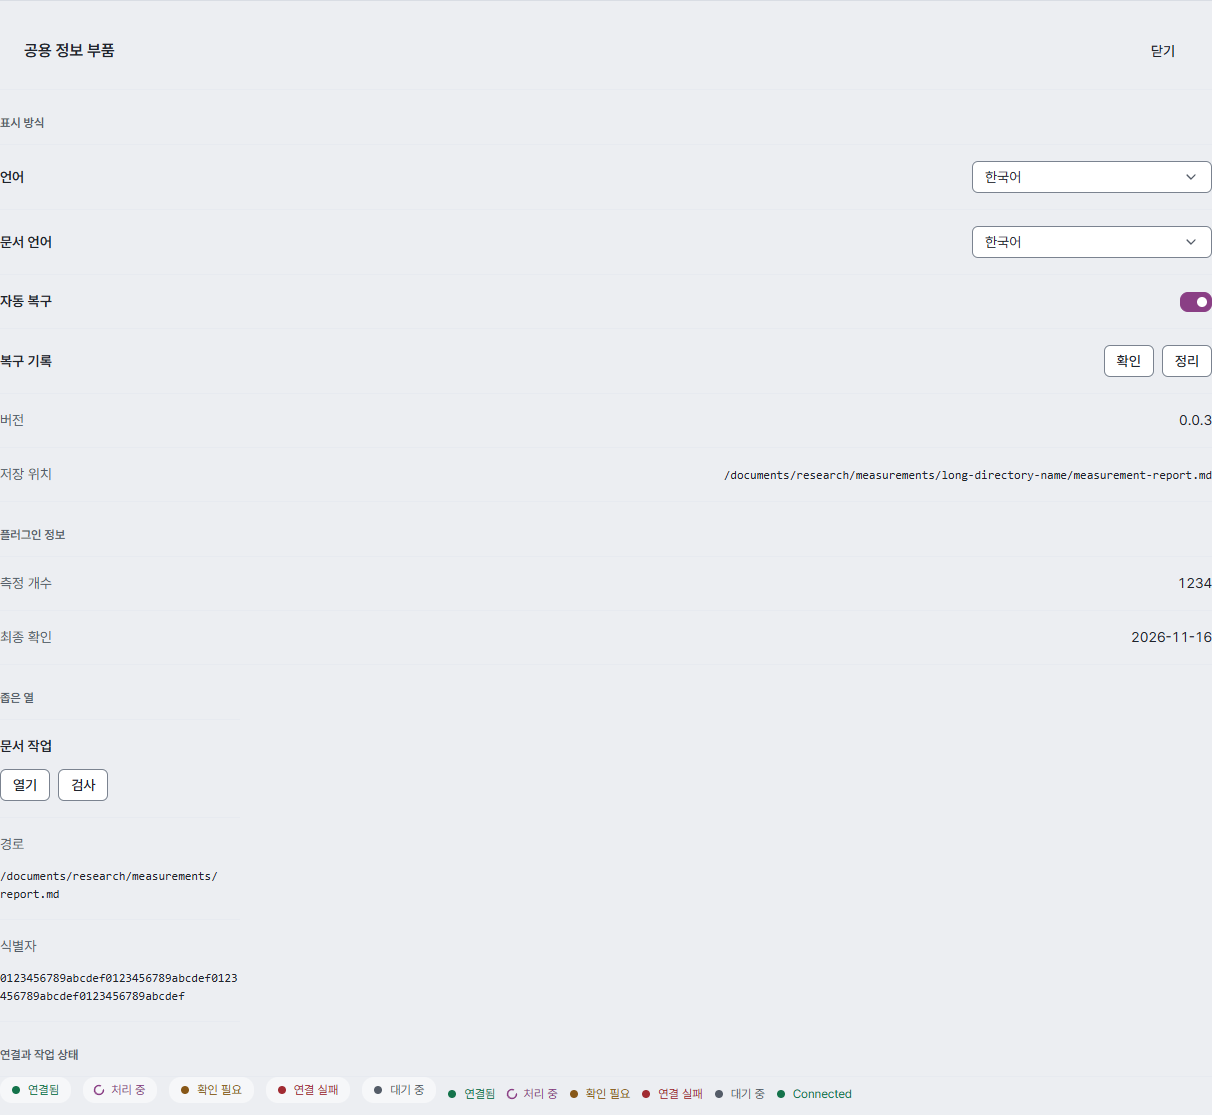 공용 정보 부품
닫기
표시 방식
언어
한국어
문서 언어
한국어
자동 복구
복구 기록
확인
정리
버전
0.0.3
저장 위치
/documents/research/measurements/long-directory-name/measurement-report.md
플러그인 정보
측정 개수
1234
최종 확인
2026-11-16
좁은 열
문서 작업
열기
검사
경로
/documents/research/measurements/
report.md
식별자
0123456789abcdef0123456789abcdef0123
456789abcdef0123456789abcdef
연결과 작업 상태
연결됨 처리 중 확인 필요 연결 실패 대기 중 연결됨 처리 중 확인 필요 연결 실패 대기 중 Connected